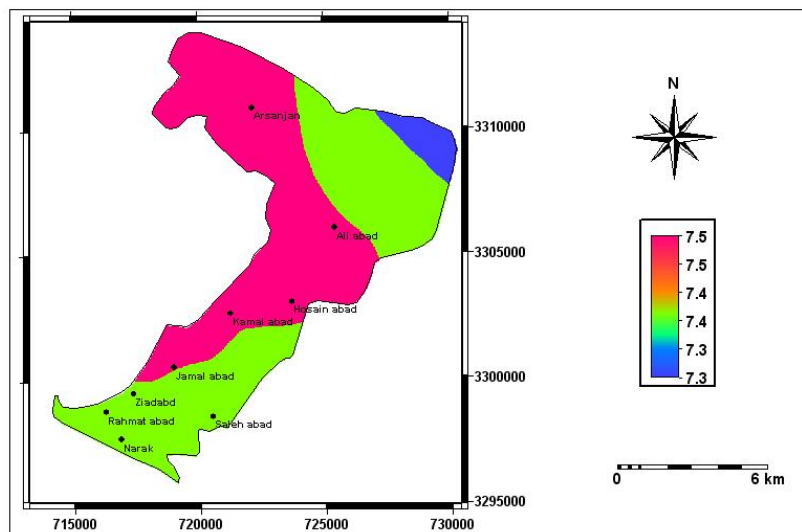 N
Arsanjan
3310000
Ali abad
3305000
7.5
7.5
7.4
7.4
7.3
7.3
Hosain abad
Kamal abad
Jamal abad
3300000
Ziadabd
Rahmat abad
Saleh abad
Narak
0 6 km
3295000
715000 720000 725000 730000